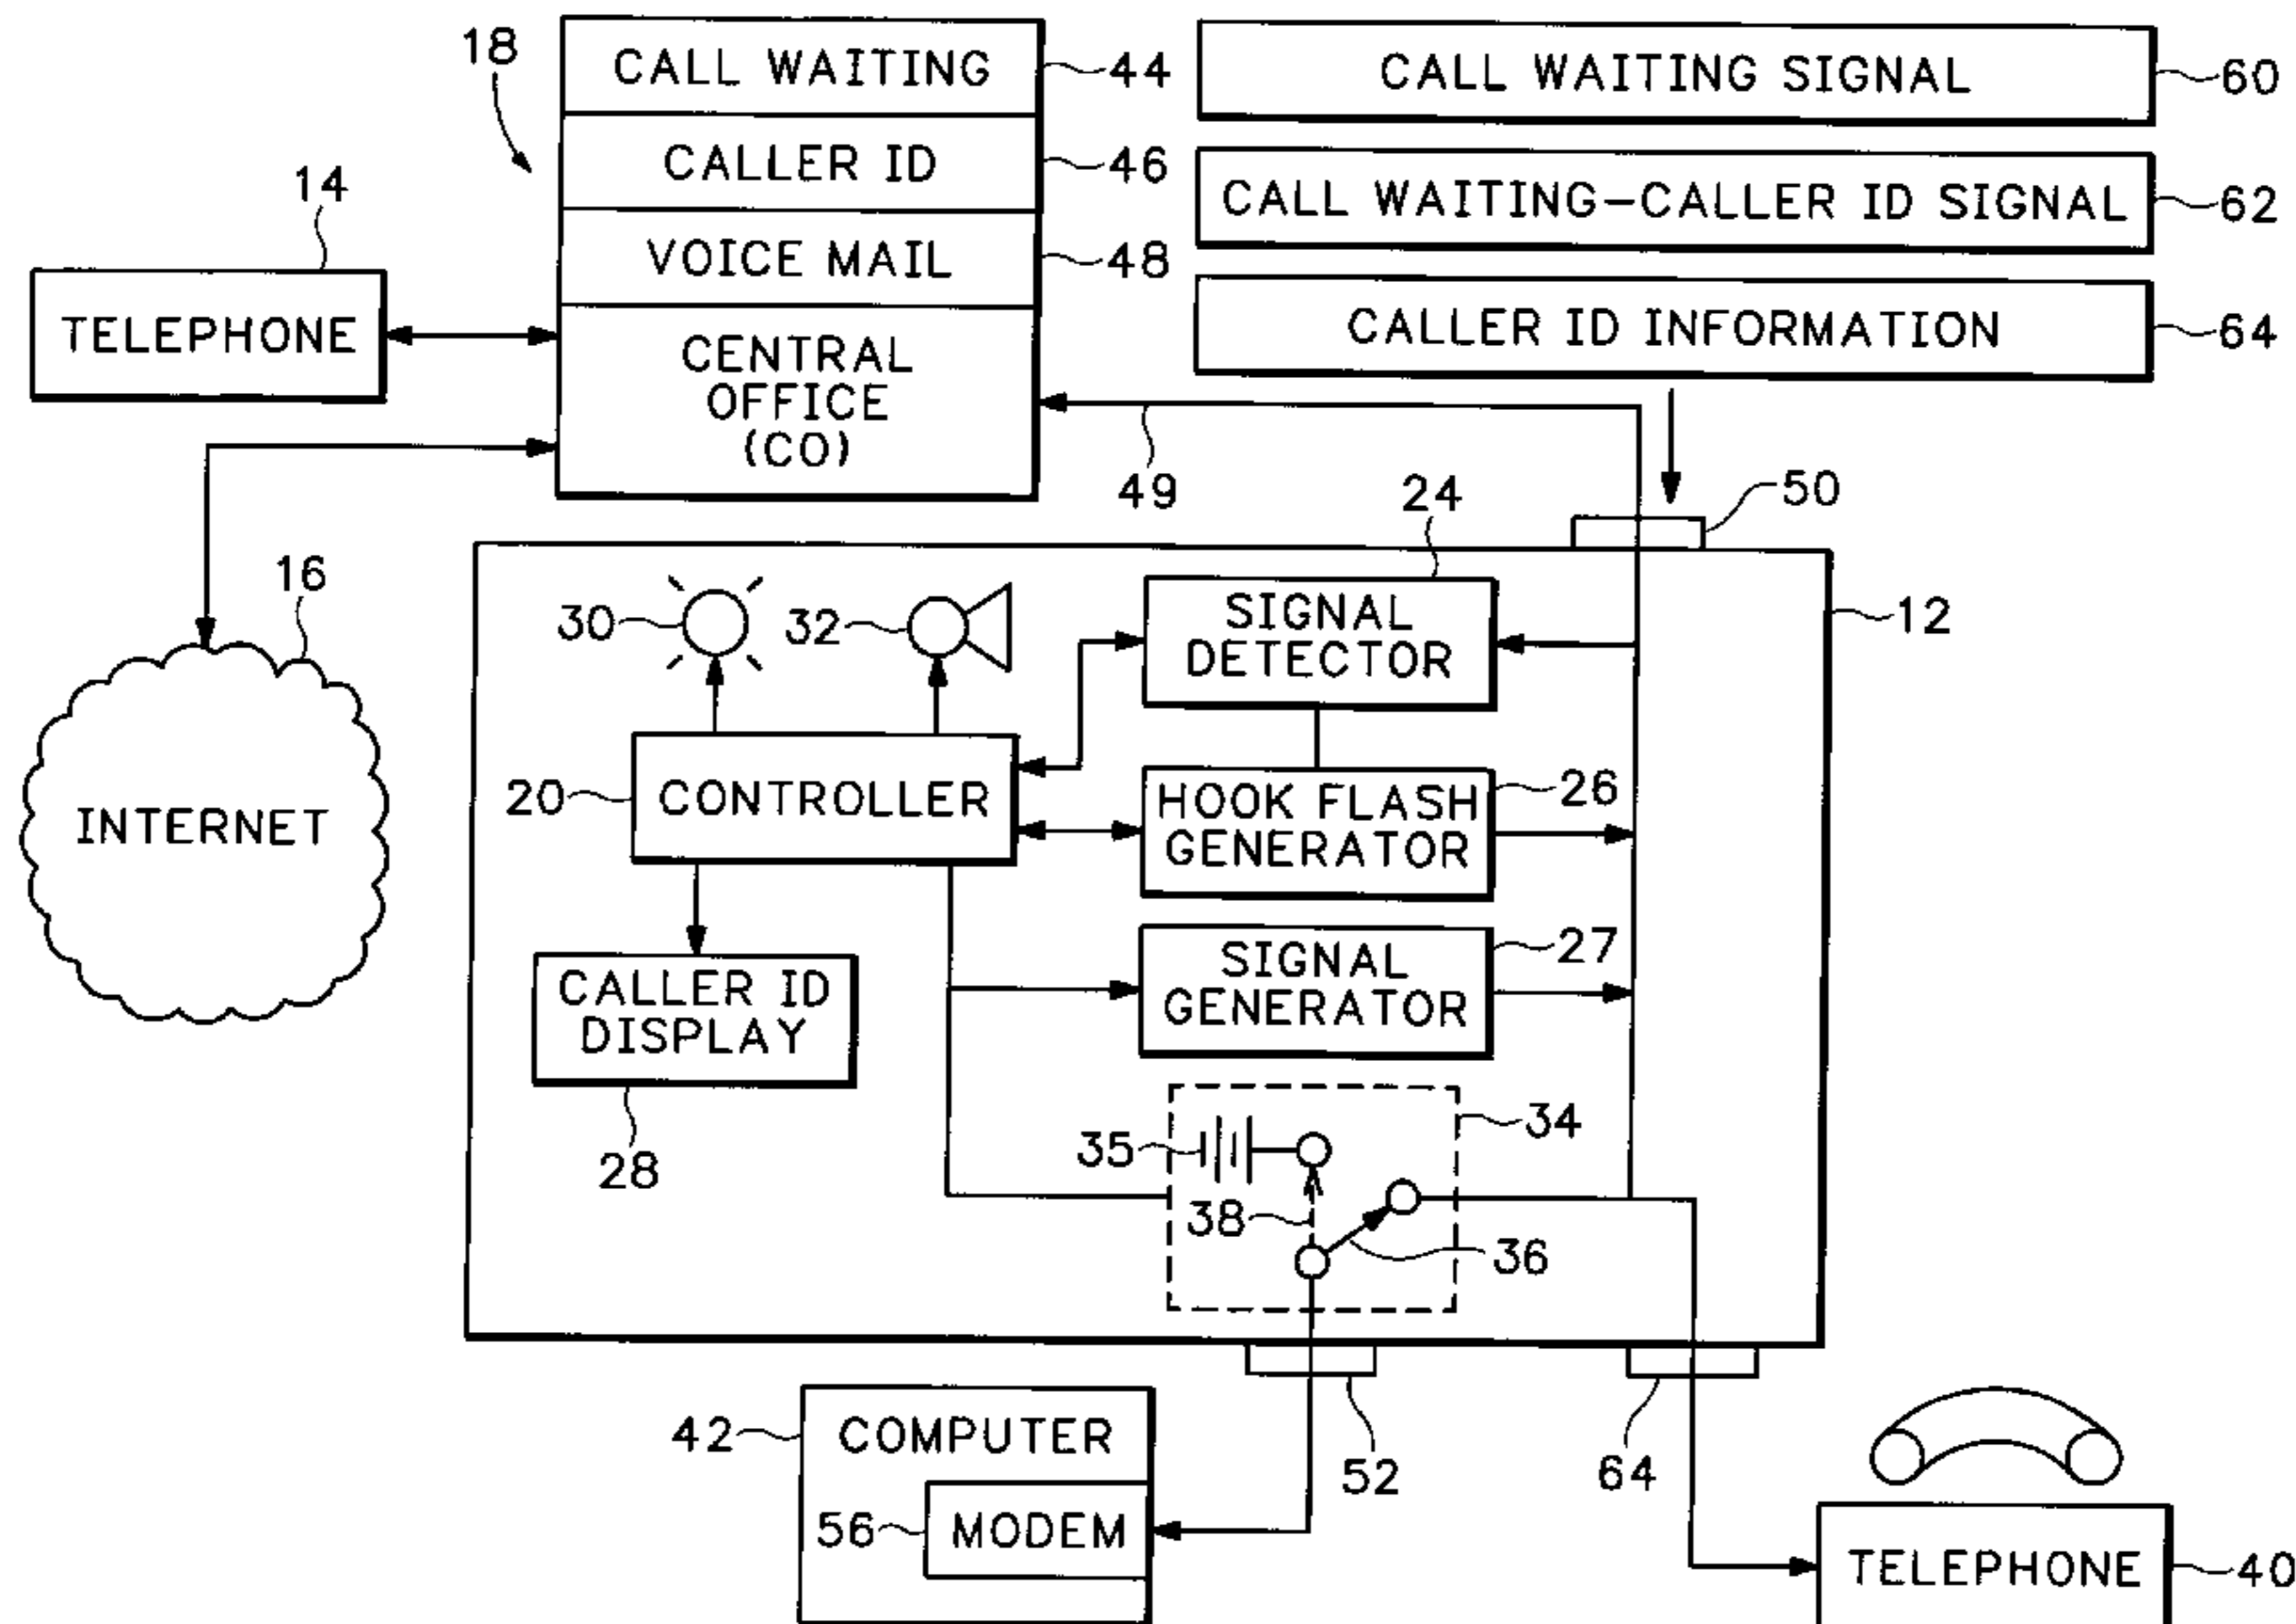 18
CALL WAITING
44
CALL WAITING SIGNAL
60
CALLER ID
46
CALL WAITING-CALLER ID SIGNAL
62
14
VOICE MAIL
48
TELEPHONE
CALLER ID INFORMATION
64
CENTRAL
OFFICE
(CO)
49
24
50
16
30
32
SIGNAL
DETECTOR
12
INTERNET
20
CONTROLLER
HOOK FLASH
GENERATOR
26
CALLER ID
DISPLAY
28
SIGNAL
GENERATOR
27
35
34
38
36
42
COMPUTER
52
64
56
MODEM
TELEPHONE
40